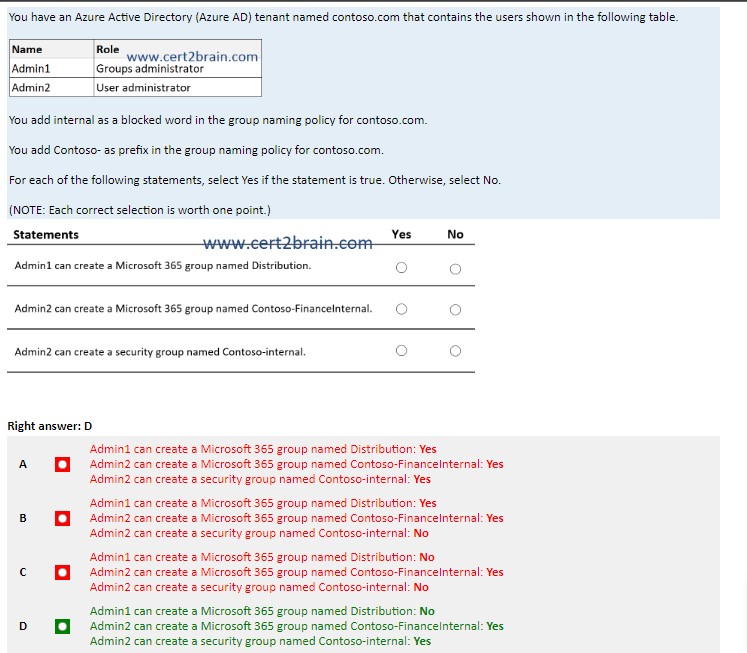 You have an Azure Active Directory (Azure AD) tenant named contoso.com that contains the users shown in the following table.
Name Role
www.cert2brain.com
Admin1 Groups administrator
Admin2 User administrator
You add internal as a blocked word in the group naming policy for contoso.com.
You add Contoso- as prefix in the group naming policy for contoso.com.
For each of the following statements, select Yes if the statement is true. Otherwise, select No.
(NOTE: Each correct selection is worth one point.)
Statements Yes No
www.cert2brain.com
Admin1 can create a Microsoft 365 group named Distribution.
Admin2 can create a Microsoft 365 group named Contoso-FinanceInternal.
Admin2 can create a security group named Contoso-internal.
Right answer: D
Admin1 can create a Microsoft 365 group named Distribution: Yes
A Admin2 can create a Microsoft 365 group named Contoso-FinanceInternal: Yes
Admin2 can create a security group named Contoso-internal: Yes
Admin1 can create a Microsoft 365 group named Distribution: Yes
B Admin2 can create a Microsoft 365 group named Contoso-FinanceInternal: Yes
Admin2 can create a security group named Contoso-internal: No
Admin1 can create a Microsoft 365 group named Distribution: No
C Admin2 can create a Microsoft 365 group named Contoso-FinanceInternal: Yes
Admin2 can create a security group named Contoso-internal: No
Admin1 can create a Microsoft 365 group named Distribution: No
D Admin2 can create a Microsoft 365 group named Contoso-FinanceInternal: Yes
Admin2 can create a security group named Contoso-internal: Yes